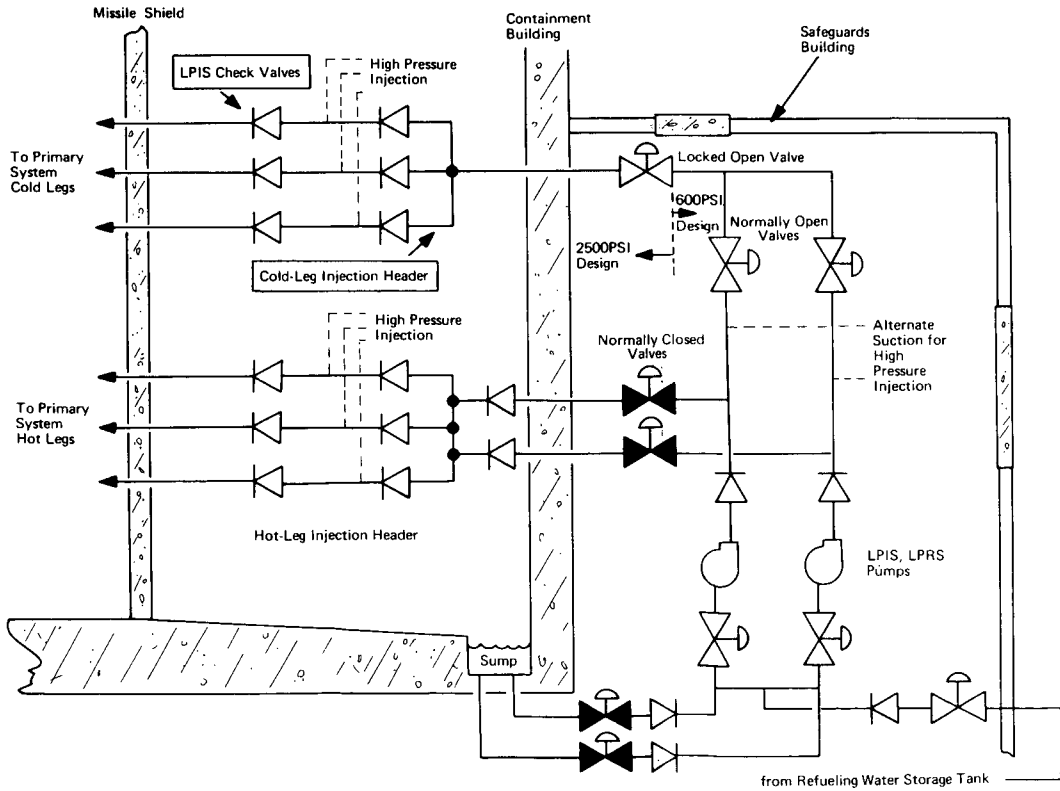 Missile Shield
Containment
Building
Safeguards
Building
LPIS Check Valves
High Pressure
Injection
To Primary
System
Cold Legs
Locked Open Valve
600PSI
Design
Normally Open
Valves
2500PSI
Design
Cold-Leg Injection Header
High Pressure
Injection
Normally Closed
Valves
Alternate
Suction for
High
Pressure
Injection
To Primary
System
Hot Legs
Hot-Leg Injection Header
LPIS, LPRS
Pumps
Sump
from Refueling Water Storage Tank